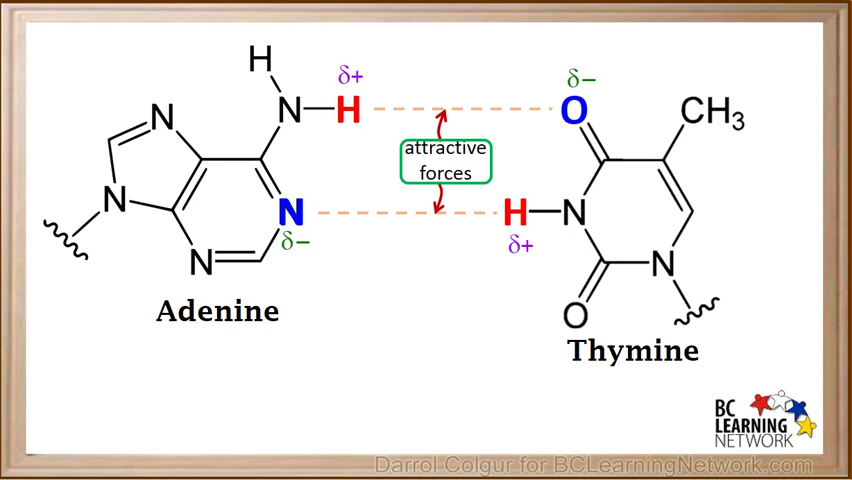 H
δ+
δ−
N
N
H
O
CH₃
attractive
forces
N
N
H
N
δ−
δ+
N
N
Adenine
O
Thymine
BC
LEARNING
NETWORK
Darrol Colgur for BCLearningNetwork.com